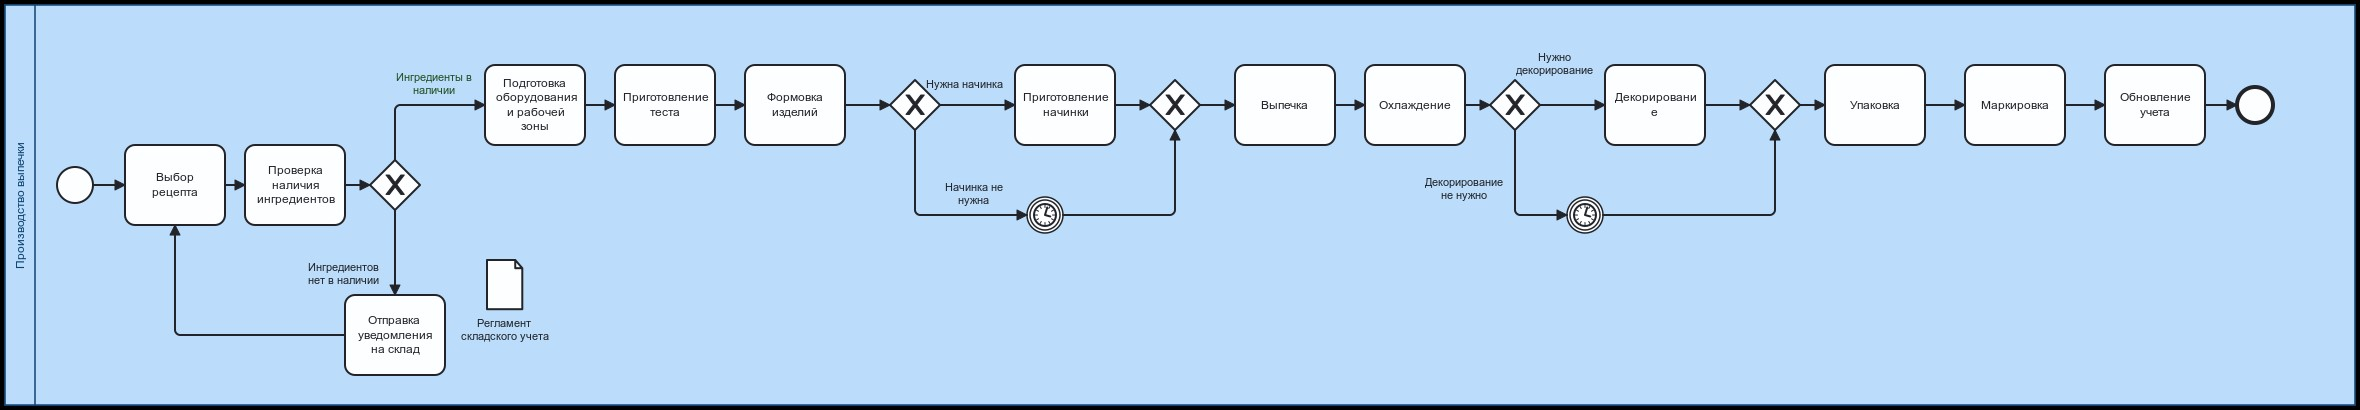 Производство выпечки
Выбор
рецепта
Проверка
наличия
ингредиентов
Ингредиенты в
наличии
Ингредиентов
нет в наличии
Отправка
уведомления
на склад
Регламент
складского учета
Подготовка
оборудования
и рабочей
зоны
Приготовление
теста
Формовка
изделий
Нужна начинка
Начинка не
нужна
Приготовление
начинки
Выпечка
Охлаждение
Нужно
декорирование
Декорирование
не нужно
Декорировани
е
Упаковка
Маркировка
Обновление
учета